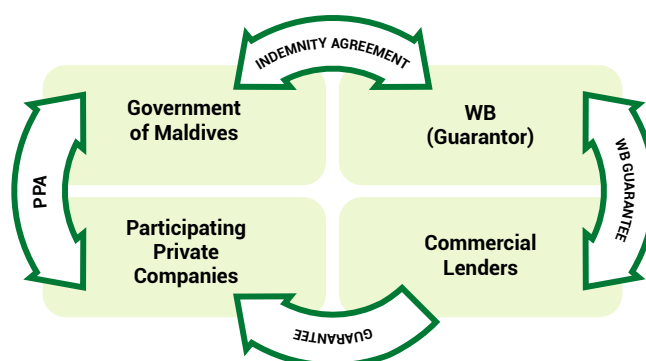 INDEMNITY AGREEMENT
Government
of Maldives
WB
(Guarantor)
PPA
WB GUARANTEE
Participating
Private
Companies
Commercial
Lenders
GUARANTEE